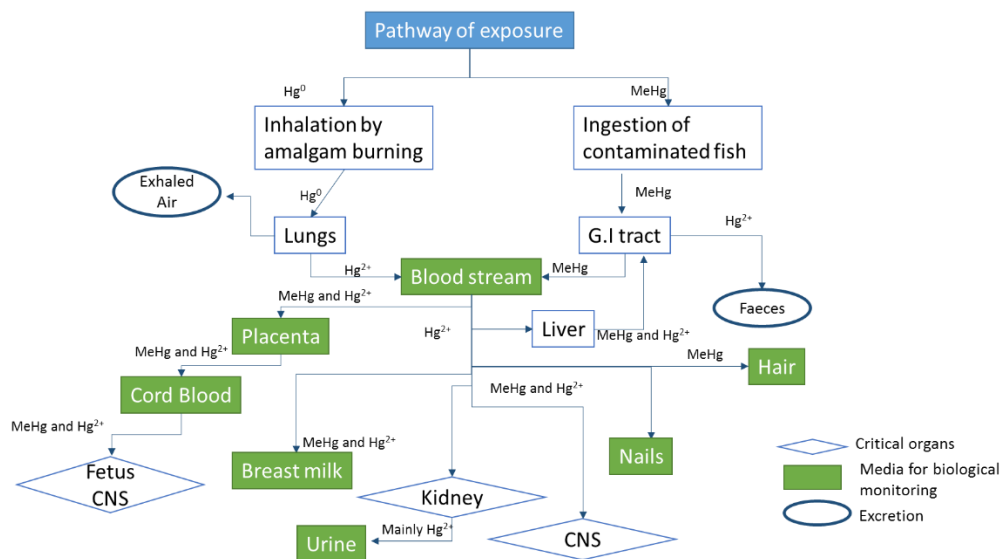 Pathway of exposure
Hg⁰
MeHg
Inhalation by
amalgam burning
Ingestion of
contaminated fish
Exhaled
Air
Hg⁰
MeHg
Lungs
G.I tract
Hg²⁺
Hg²⁺
Blood stream
MeHg
Faeces
MeHg and Hg²⁺
Hg²⁺
Liver
MeHg and Hg²⁺
Placenta
MeHg and Hg²⁺
MeHg
Hair
Cord Blood
MeHg and Hg²⁺
MeHg and Hg²⁺
MeHg and Hg²⁺
Fetus
CNS
Breast milk
Kidney
Nails
Mainly Hg²⁺
Urine
CNS
Critical organs
Media for biological
monitoring
Excretion